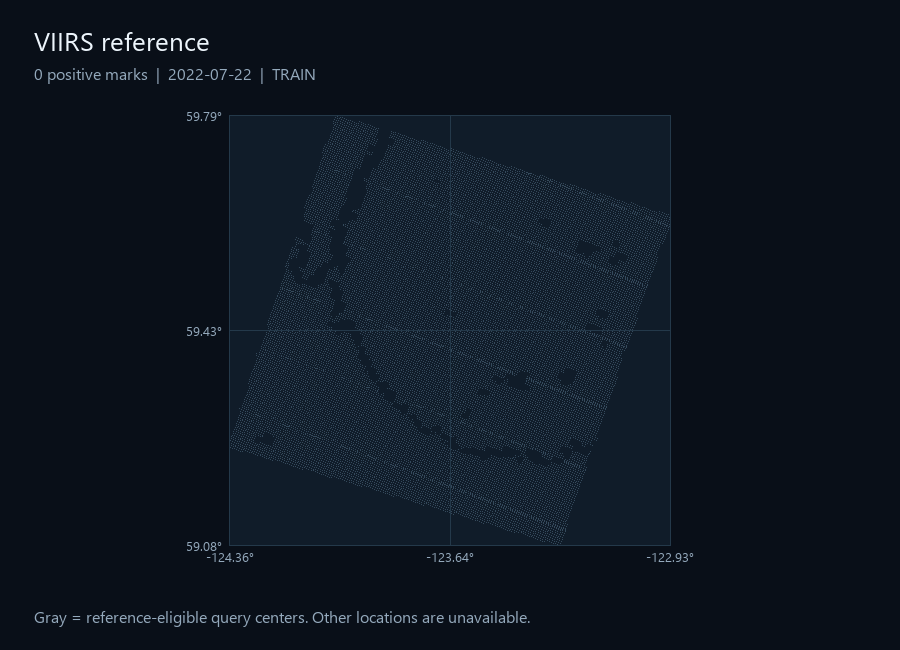 VIIRS reference
0 positive marks | 2022-07-22 | TRAIN
59.79°
59.43°
59.08°
-124.36°
-123.64°
-122.93°
Gray = reference-eligible query centers. Other locations are unavailable.